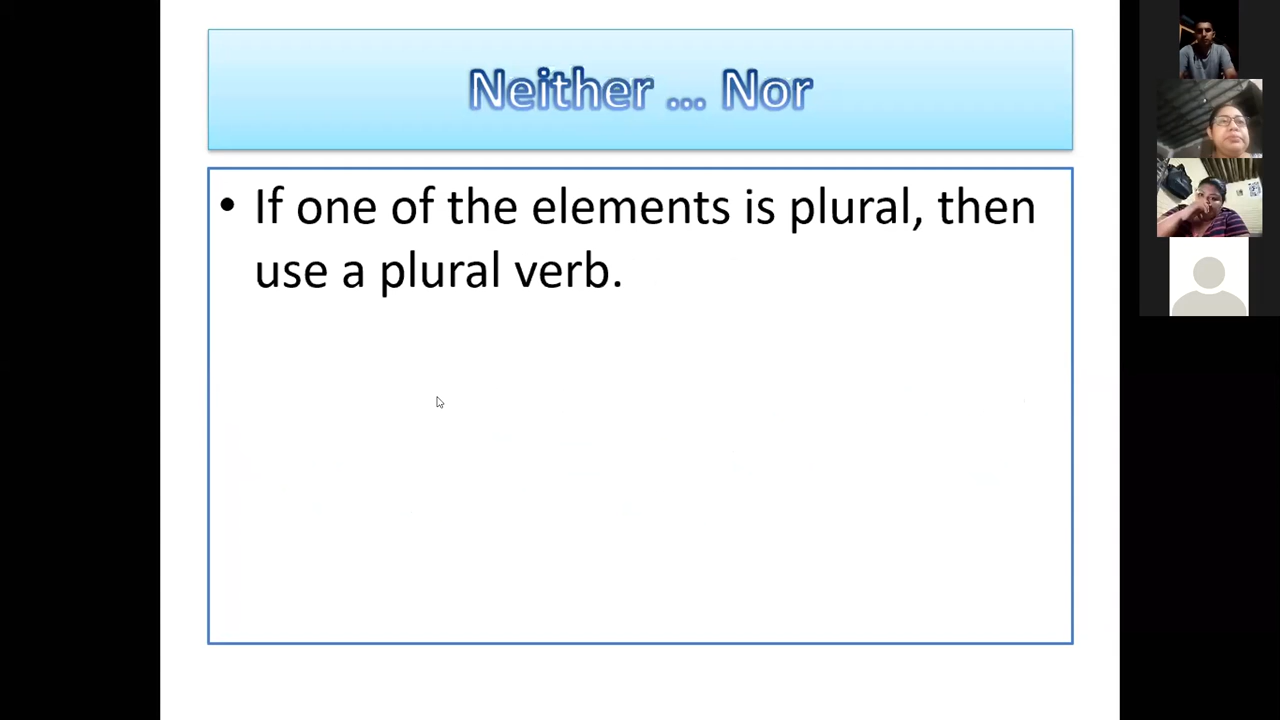 Neither ... Nor
• If one of the elements is plural, then
use a plural verb.